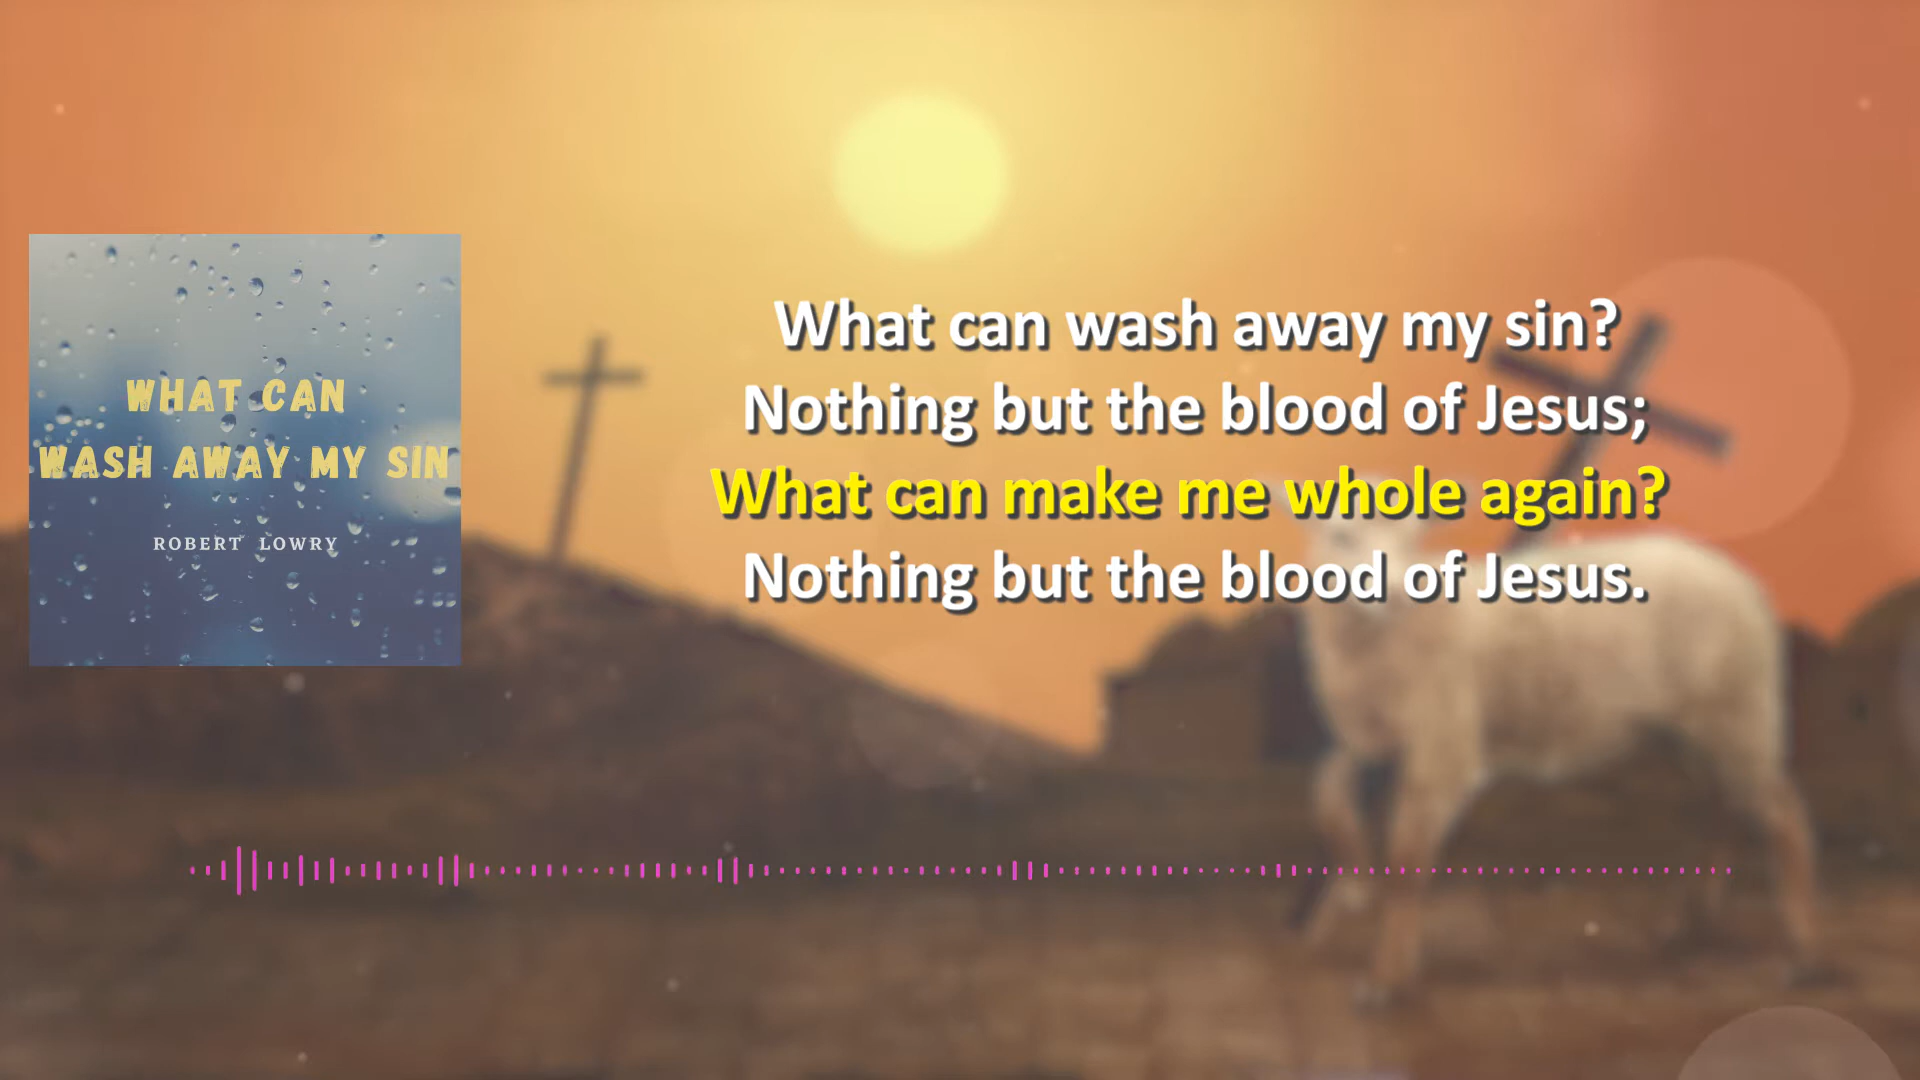 WHAT CAN
WASH AWAY MY SIN
ROBERT LOWRY
What can wash away my sin?
Nothing but the blood of Jesus;
What can make me whole again?
Nothing but the blood of Jesus.